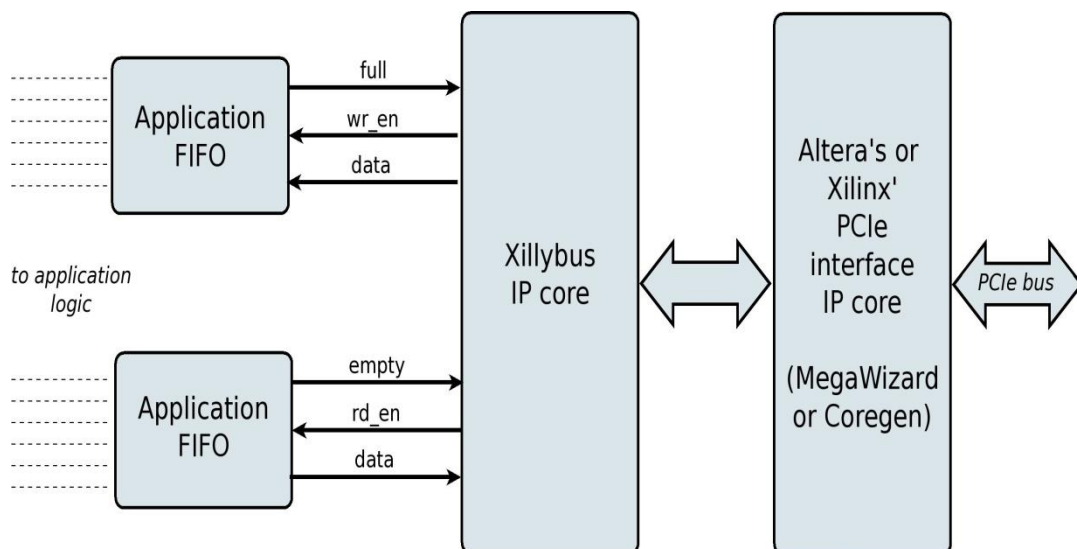 Application
FIFO
full
wr_en
data
to application
logic
Application
FIFO
empty
rd_en
data
Xillybus
IP core
Altera's or
Xilinx'
PCIe
interface
IP core
(MegaWizard
or Coregen)
PCIe bus